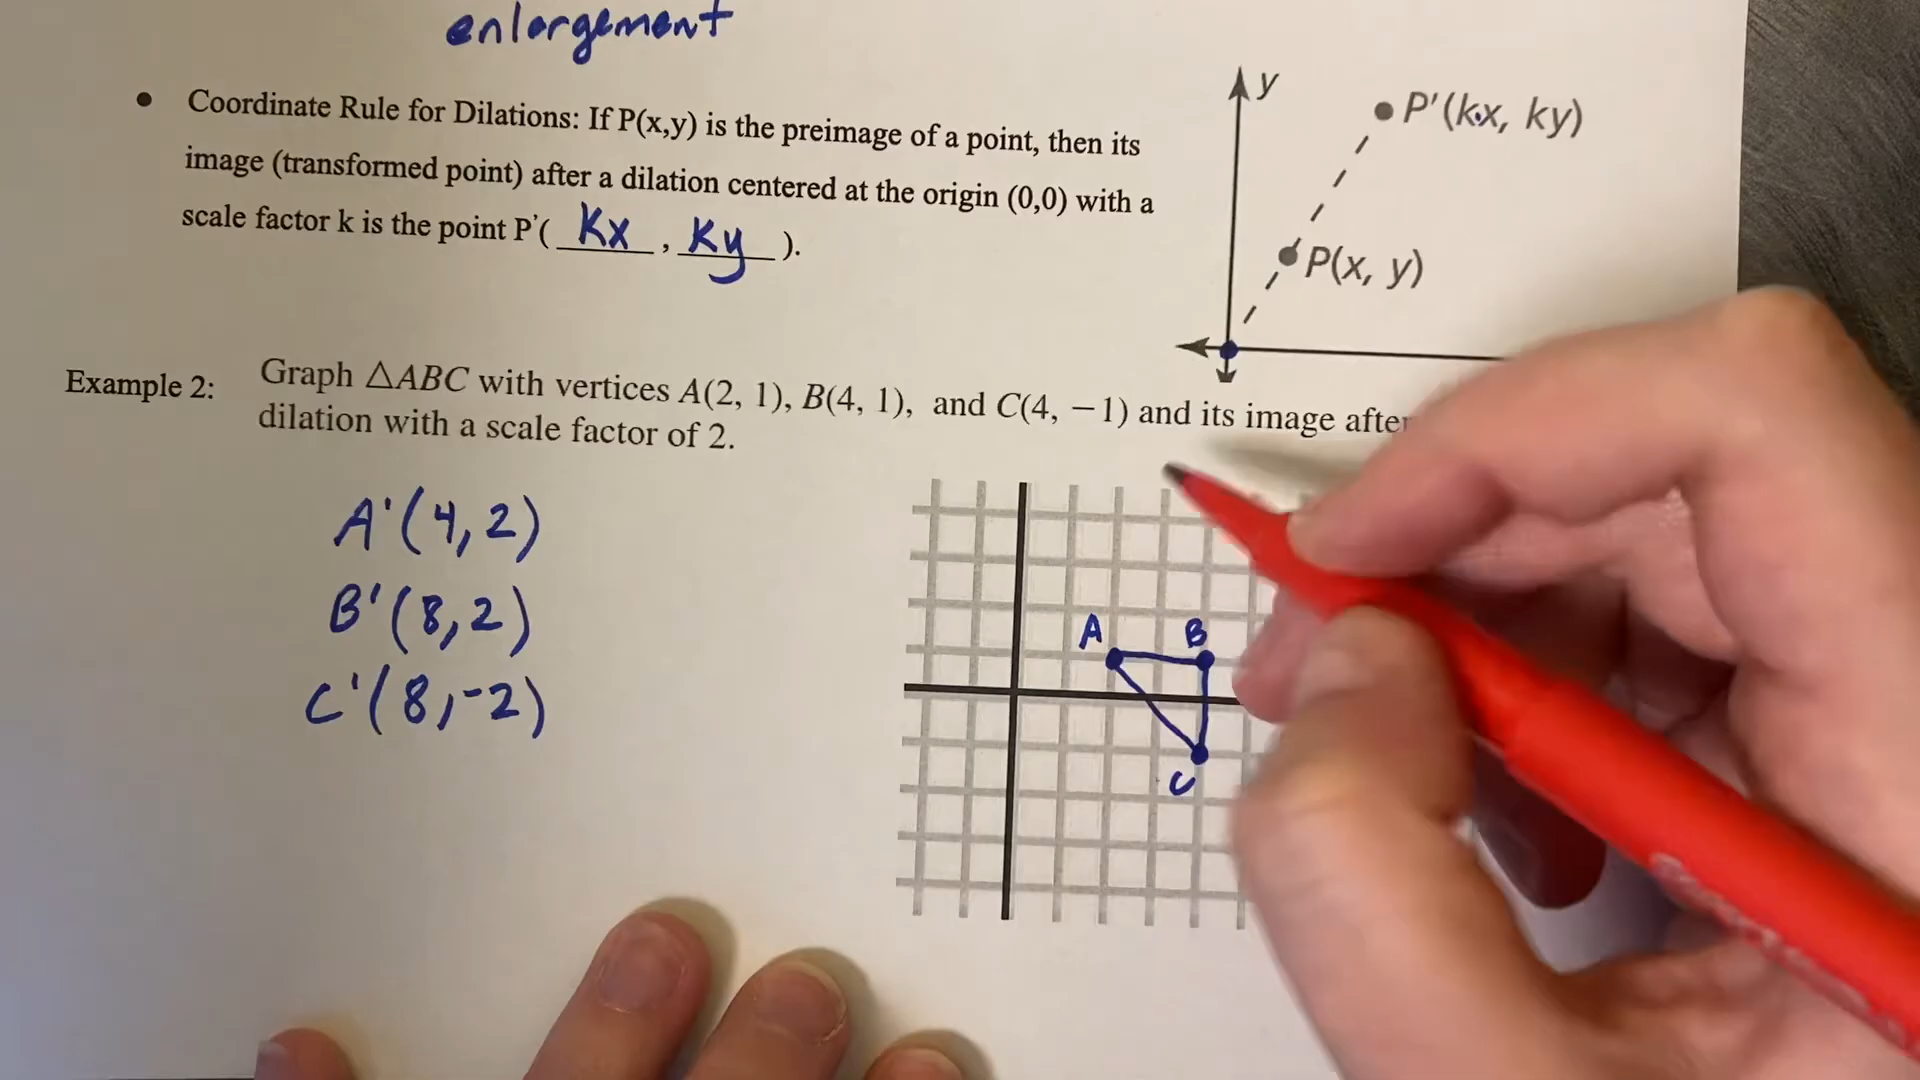 enlargement
• Coordinate Rule for Dilations: If P(x,y) is the preimage of a point, then its
image (transformed point) after a dilation centered at the origin (0,0) with a
scale factor k is the point P'( kx , ky ).
y
P'(kx, ky)
P(x, y)
Example 2: Graph △ABC with vertices A(2, 1), B(4, 1), and C(4, −1) and its image after
dilation with a scale factor of 2.
A'(4,2)
B'(8,2)
C'(8,-2)
A
B
C